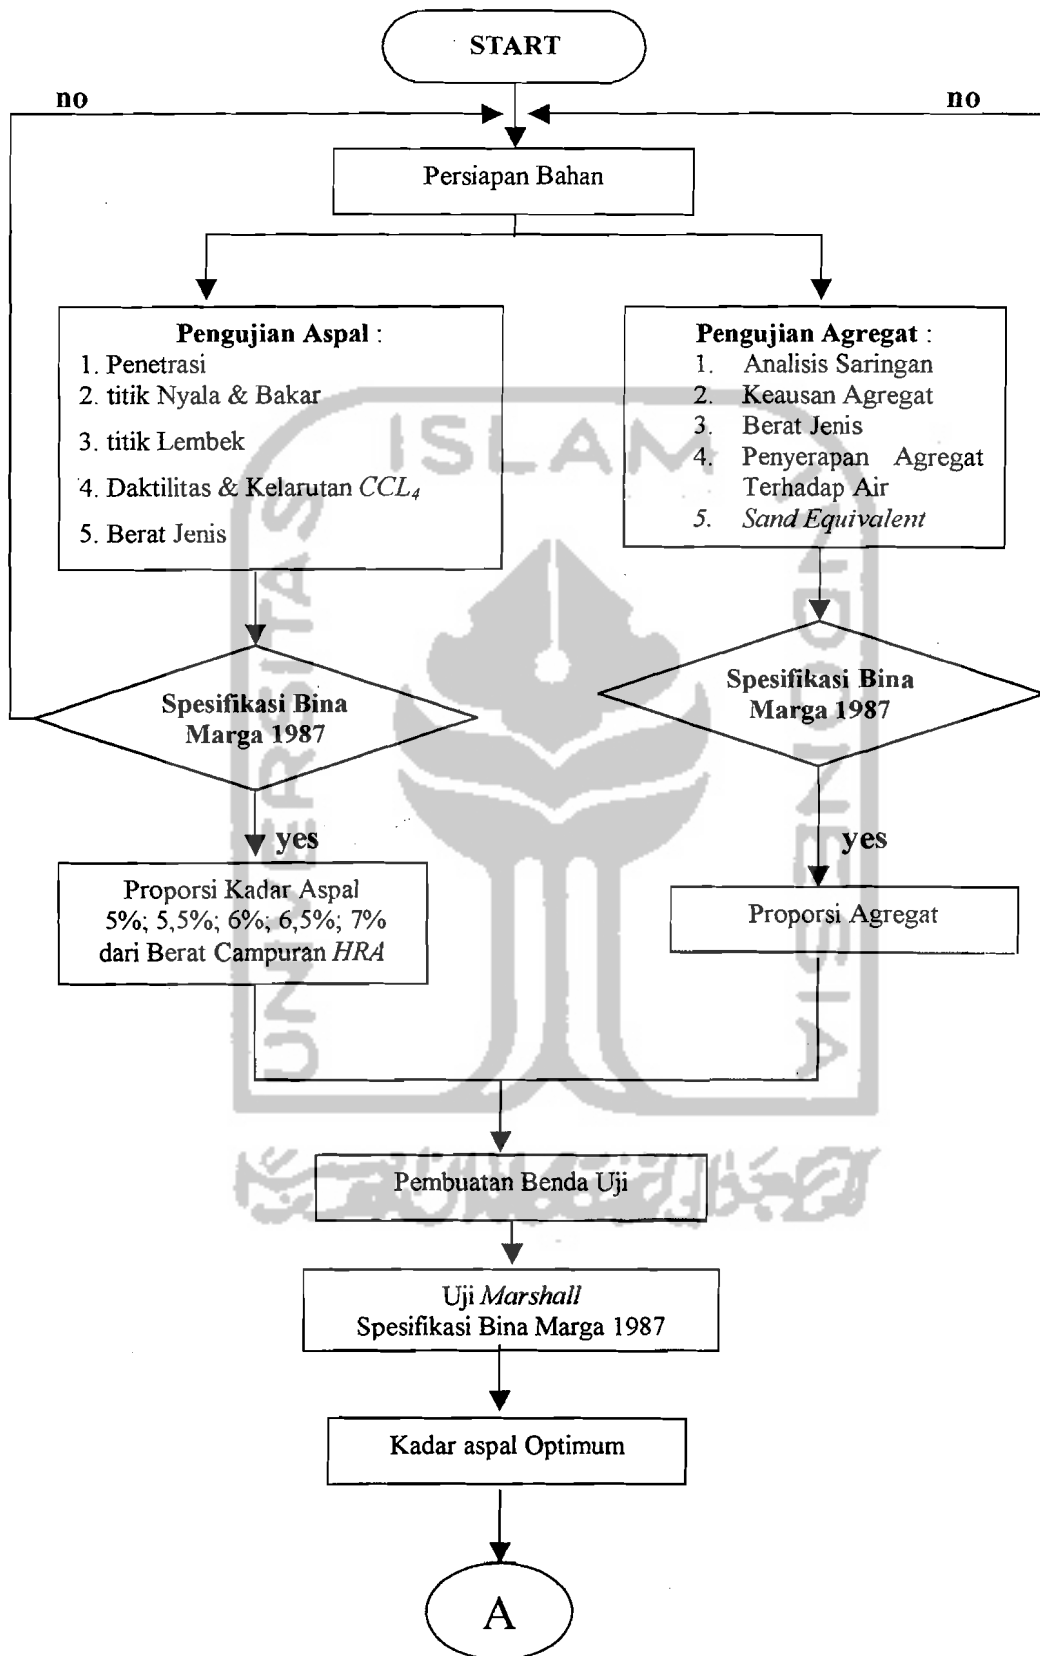 START
no
no
Persiapan Bahan
Pengujian Aspal :
1. Penetrasi
2. titik Nyala & Bakar
3. titik Lembek
4. Daktilitas & Kelarutan CCL₄
5. Berat Jenis
Pengujian Agregat :
1. Analisis Saringan
2. Keausan Agregat
3. Berat Jenis
4. Penyerapan Agregat
Terhadap Air
5. Sand Equivalent
Spesifikasi Bina
Marga 1987
Spesifikasi Bina
Marga 1987
yes
yes
Proporsi Kadar Aspal
5%; 5,5%; 6%; 6,5%; 7%
dari Berat Campuran HRA
Proporsi Agregat
Pembuatan Benda Uji
Uji Marshall
Spesifikasi Bina Marga 1987
Kadar aspal Optimum
A
UNIVERSITAS
ISLAM
INDONESIA